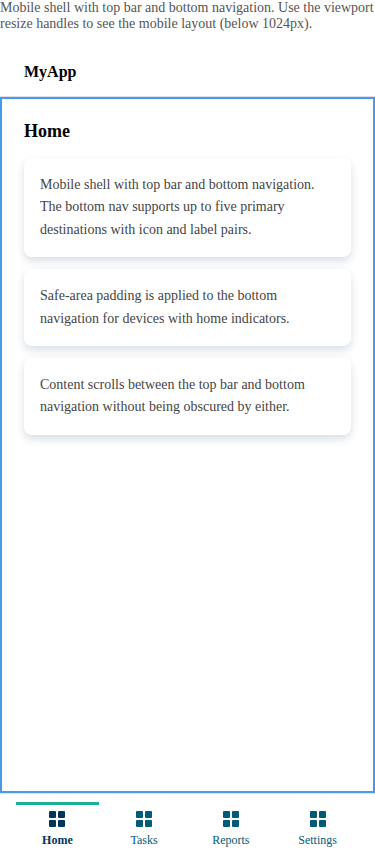 Mobile shell with top bar and bottom navigation. Use the viewport
resize handles to see the mobile layout (below 1024px).
MyApp
Home
Mobile shell with top bar and bottom navigation.
The bottom nav supports up to five primary
destinations with icon and label pairs.
Safe-area padding is applied to the bottom
navigation for devices with home indicators.
Content scrolls between the top bar and bottom
navigation without being obscured by either.
Home
Tasks
Reports
Settings